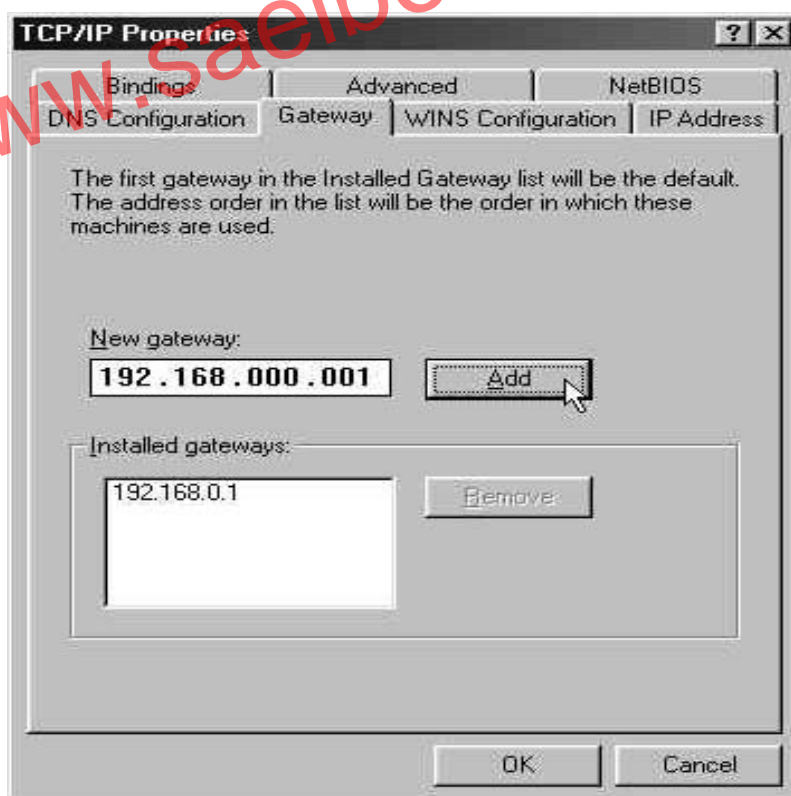 TCP/IP Properties
Bindings Advanced NetBIOS
DNS Configuration Gateway WINS Configuration IP Address
The first gateway in the Installed Gateway list will be the default.
The address order in the list will be the order in which these
machines are used.
New gateway:
192.168.000.001 Add
Installed gateways:
192.168.0.1 Remove
OK Cancel